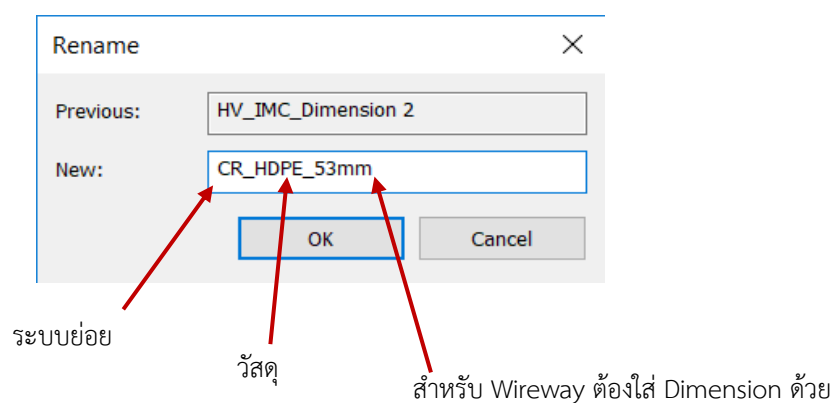 Rename
Previous: HV_IMC_Dimension 2
New: CR_HDPE_53mm
OK Cancel
ระบบย่อย
วัสดุ
สำหรับ Wireway ต้องใส่ Dimension ด้วย